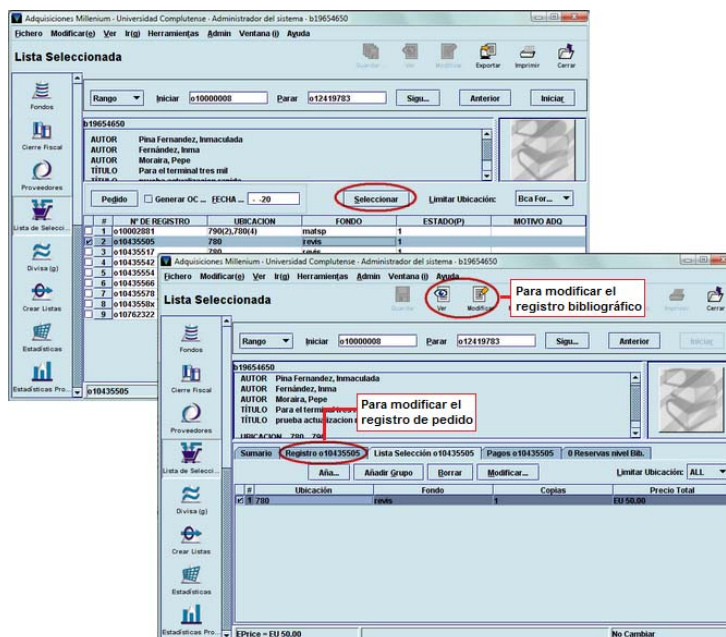 Adquisiciones Millenium - Universidad Complutense - Administrador del sistema - b19654650
Fichero Modificar(e) Ver Ir(g) Herramientas Admin Ventana (i) Ayuda
Lista Seleccionada
Guardar Ver Modificar Exportar Imprimir Cerrar
Fondos
Cierre Fiscal
Proveedores
Lista de Selecci...
Divisa (g)
Crear Listas
Estadísticas
Estadísticas Pro...
Rango Iniciar o10000008 Parar o12419783 Sigu... Anterior Iniciar
b19654650
AUTOR Pina Fernandez, Inmaculada
AUTOR Fernández, Inma
AUTOR Moraira, Pepe
TÍTULO Para el terminal tres mil
TÍTULO prueba actualizacion rapida
Pedido Generar OC ... FECHA ... - -20 Seleccionar Limitar Ubicación: Bca For...
# Nº DE REGISTRO UBICACION FONDO ESTADO(P) MOTIVO ADQ
1 o10002881 790(2),780(4) matsp 1
2 o10435505 780 revis 1
3 o10435517 780 revis 1
4 o10435542
5 o10435554
6 o10435566
7 o10435578
8 o1043558x
9 o10762322
o10435505
Adquisiciones Millenium - Universidad Complutense - Administrador del sistema - b19654650
Fichero Modificar(e) Ver Ir(g) Herramientas Admin Ventana (i) Ayuda
Lista Seleccionada
Guardar Ver Modificar Imprimir Cerrar
Para modificar el
registro bibliográfico
Fondos
Cierre Fiscal
Proveedores
Lista de Selecci...
Divisa (g)
Crear Listas
Estadísticas
Estadísticas Pro...
Rango Iniciar o10000008 Parar o12419783 Sigu... Anterior Iniciar
b19654650
AUTOR Pina Fernandez, Inmaculada
AUTOR Fernández, Inma
AUTOR Moraira, Pepe
TÍTULO Para el terminal tres
TÍTULO prueba actualizacion
UBICACION 780
Para modificar el
registro de pedido
Sumario Registro o10435505 Lista Selección o10435505 Pagos o10435505 0 Reservas nivel Bib.
Aña... Añadir Grupo Borrar Modificar... Limitar Ubicación: ALL
# Ubicación Fondo Copias Precio Total
1 780 revis 1 EU 50.00
EPrice = EU 50.00 No Cambiar